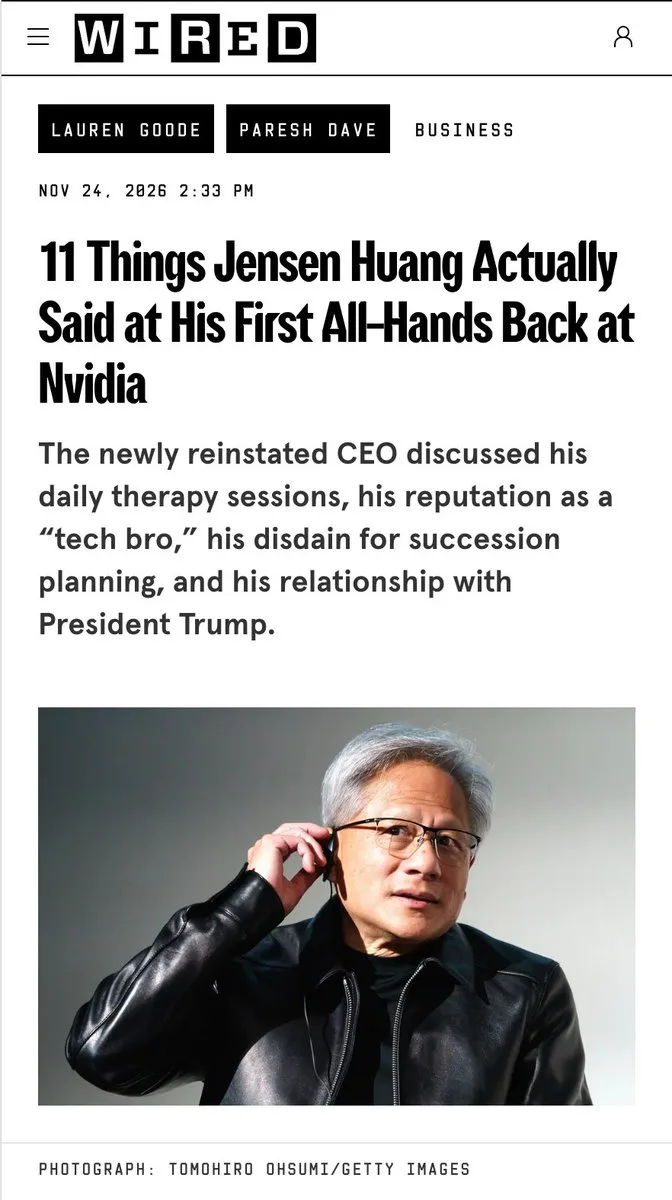 WIRED
LAUREN GOODE PARESH DAVE BUSINESS
NOV 24, 2026 2:33 PM
11 Things Jensen Huang Actually
Said at His First All-Hands Back at
Nvidia
The newly reinstated CEO discussed his
daily therapy sessions, his reputation as a
“tech bro,” his disdain for succession
planning, and his relationship with
President Trump.
PHOTOGRAPH: TOMOHIRO OHSUMI/GETTY IMAGES